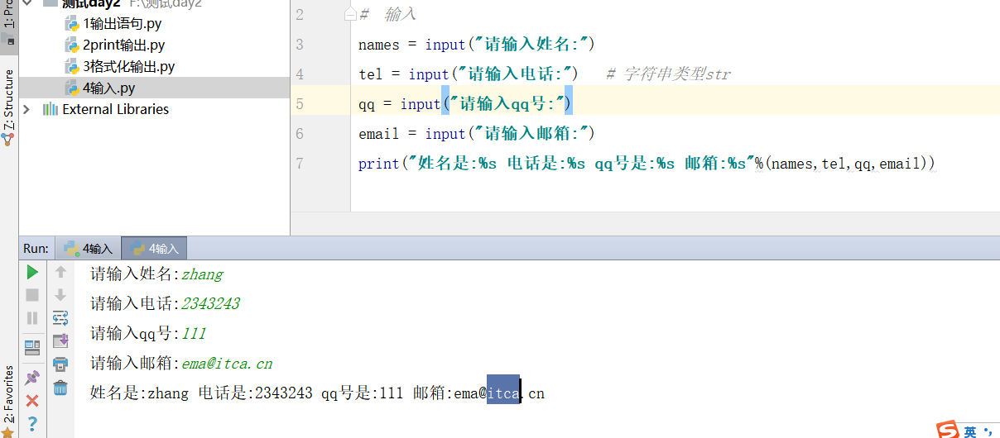 测试day2 F:\测试day2
1输出语句.py
2print输出.py
3格式化输出.py
4输入.py
External Libraries
Z: Structure
2: Favorites
2 # 输入
3 names = input("请输入姓名:")
4 tel = input("请输入电话:") # 字符串类型str
5 qq = input("请输入qq号:")
6 email = input("请输入邮箱:")
7 print("姓名是:%s 电话是:%s qq号是:%s 邮箱:%s"%(names,tel,qq,email))
Run: 4输入 4输入
请输入姓名:zhang
请输入电话:2343243
请输入qq号:111
请输入邮箱:ema@itca.cn
姓名是:zhang 电话是:2343243 qq号是:111 邮箱:ema@itca.cn
英